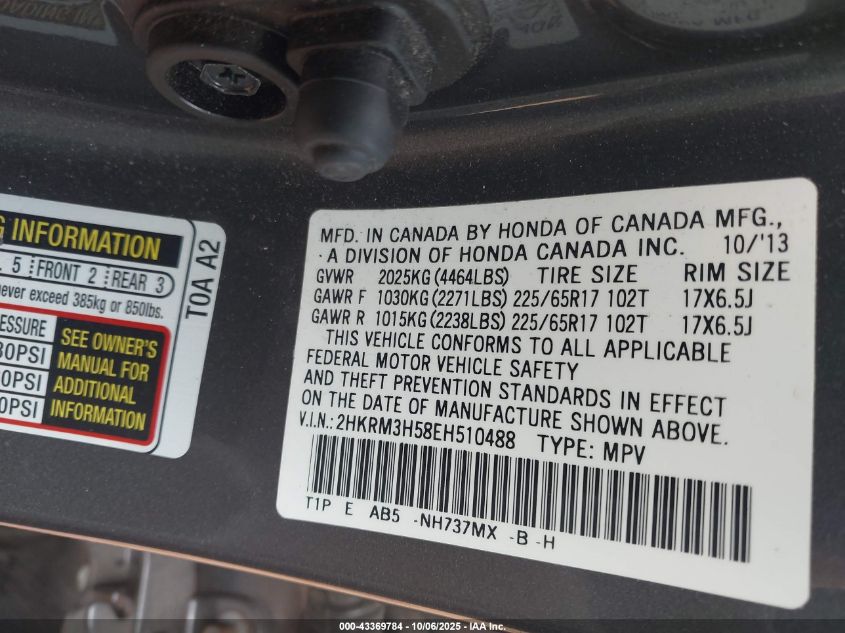 G INFORMATION
L 5 FRONT 2 REAR 3
never exceed 385kg or 850lbs.
PRESSURE
30PSI
0PSI
0PSI
SEE OWNER'S
MANUAL FOR
ADDITIONAL
INFORMATION
T0A A2
MFD. IN CANADA BY HONDA OF CANADA MFG.,
A DIVISION OF HONDA CANADA INC. 10/'13
GVWR 2025KG(4464LBS) TIRE SIZE RIM SIZE
GAWR F 1030KG(2271LBS) 225/65R17 102T 17X6.5J
GAWR R 1015KG(2238LBS) 225/65R17 102T 17X6.5J
THIS VEHICLE CONFORMS TO ALL APPLICABLE
FEDERAL MOTOR VEHICLE SAFETY
AND THEFT PREVENTION STANDARDS IN EFFECT
ON THE DATE OF MANUFACTURE SHOWN ABOVE.
V.I.N.: 2HKRM3H58EH510488 TYPE: MPV
T1P E AB5 -NH737MX -B -H
000-43369784 - 10/06/2025 - IAA Inc.